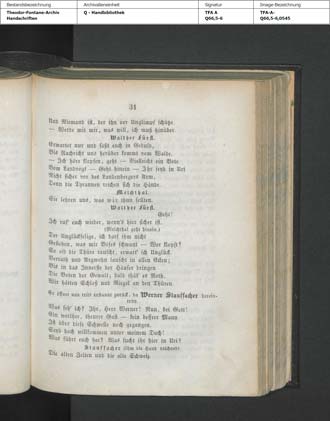 Bestandsbezeichnung
Archivalieneinheit
Signatur
Image-Bezeichnung
Theodor-Fontane-Archiv
Handschriften
Q - Handbibliothek
TFA A
Q66,5-6
TFA-A-
Q66,5-6,0545
31
Und Niemand ist, der ihn vor Unglimpf schütze
— Werde mit mir, was will, ich muß hinüber
Walther Fürst.
Erwartet nur und faßt euch in Geduld,
Bis Nachricht uns herüber kommt vom Walde.
— Ich höre klopfen, geht — Vielleicht ein Bote
Vom Landvogt — Geht hinein — Ihr seid in Uri
Nicht sicher vor des Landenbergers Arm,
Denn die Tyrannen reichen sich die Hände.
Melchthal.
Sie lehren uns, was wir thun sollten.
Walther Fürst.
Geht!
Ich ruf' euch wieder, wenn's hier sicher ist.
(Melchthal geht hinein.)
Der Unglückselige, ich darf ihm nicht
Gestehen, was mir Böses schwant — Wer klopft?
So oft die Thüre rauscht, erwart' ich Unglück.
Verrath und Argwohn lauscht in allen Ecken;
Bis in das Innerste der Häuser dringen
Die Boten der Gewalt; bald thät' es Noth,
Wir hätten Schloß und Riegel an den Thüren
Er öffnet und tritt erstaunt zurück, da Werner Stauffacher herein-
tritt.
Was seh' ich? Ihr, Herr Werner! Nun, bei Gott!
Ein werther, theurer Gast — kein beßrer Mann
Ist über diese Schwelle noch gegangen.
Seyd hoch willkommen unter meinem Dach!
Was führt euch her? Was sucht ihr hier in Uri?
Stauffacher (ihm die Hand reichend)
Die alten Zeiten und die alte Schweiz.